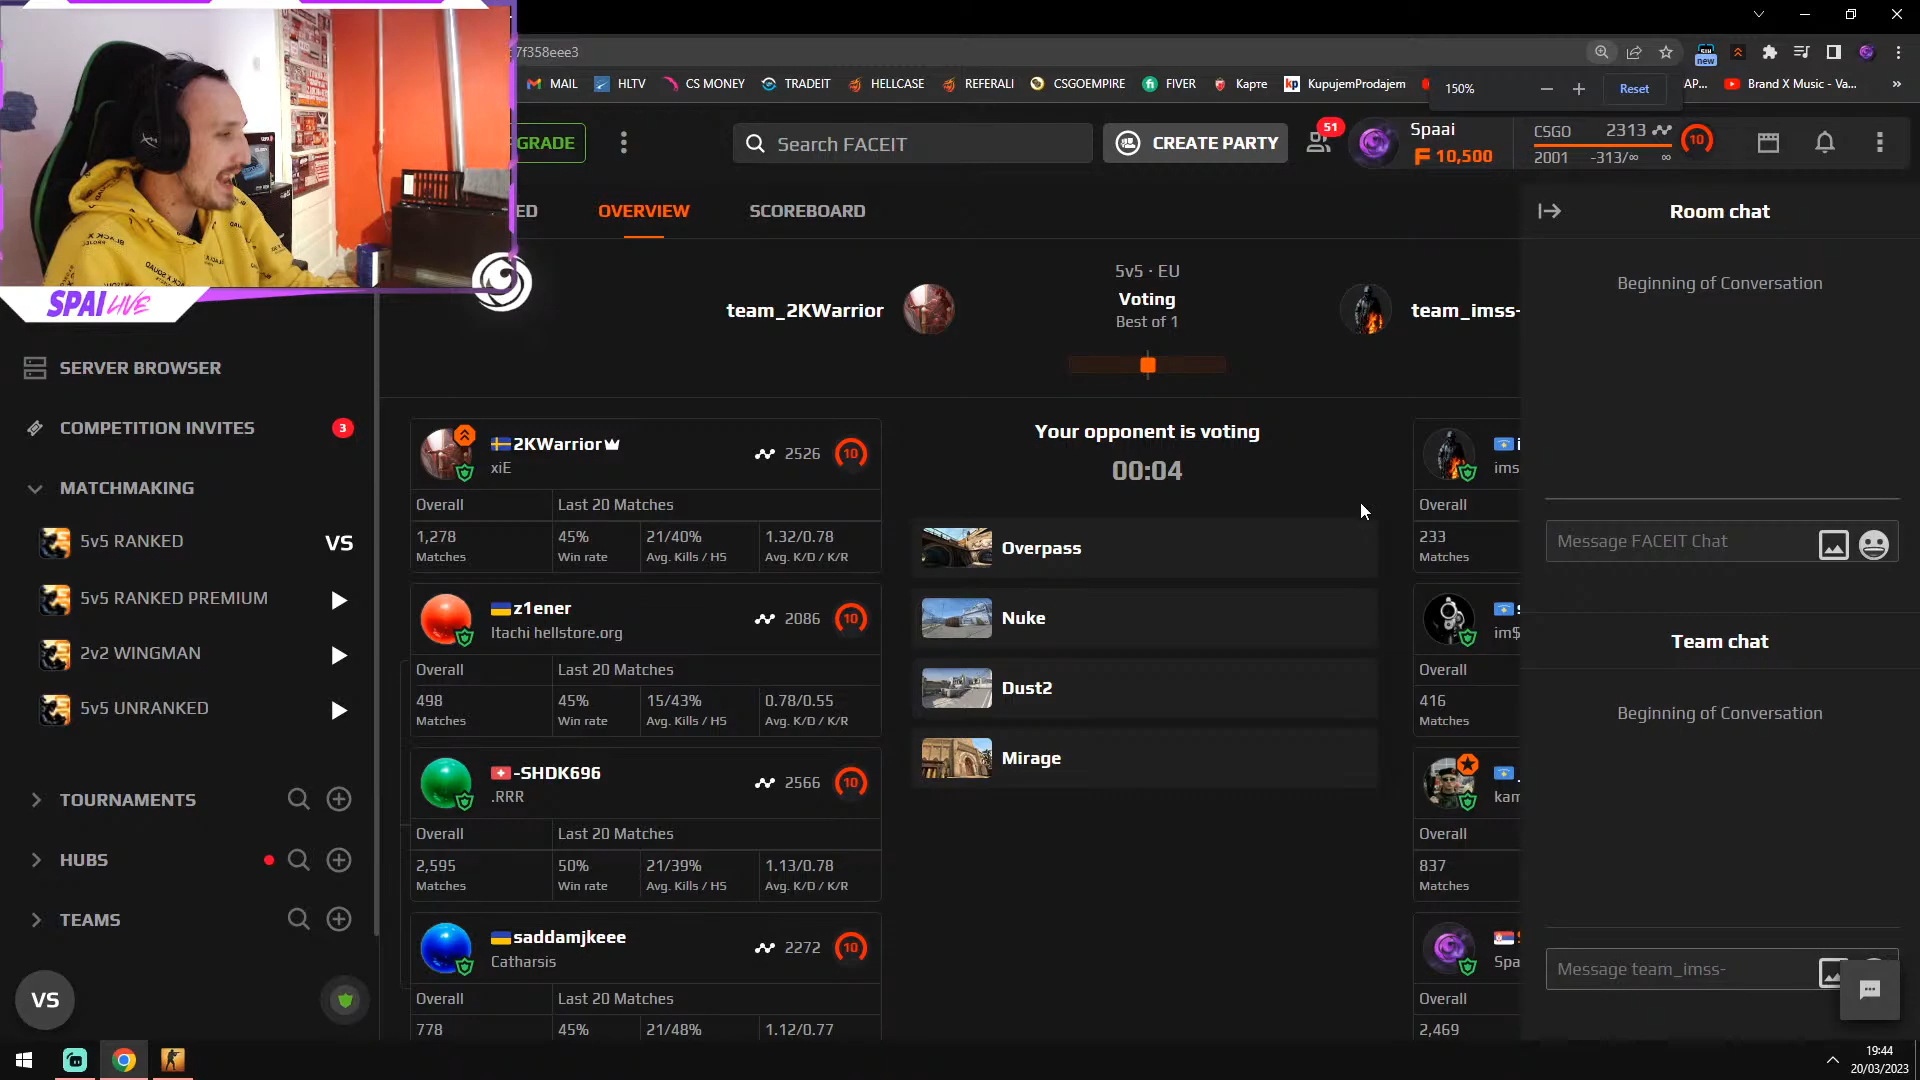 7f358eee3
MAIL
HLTV
CS MONEY
TRADEIT
HELLCASE
REFERALI
CSGOEMPIRE
FIVER
Карте
KupujemProdajem
AP...
Brand X Music - Va...
new
150%
Reset
GRADE
Search FACEIT
CREATE PARTY
51
Spaai
10,500
CSGO 2313
10
2001 -313/∞ ∞
SPAI LIVE
ED
OVERVIEW
SCOREBOARD
Room chat
Beginning of Conversation
Message FACEIT Chat
Team chat
Beginning of Conversation
Message team_imss-
SERVER BROWSER
COMPETITION INVITES 3
MATCHMAKING
5v5 RANKED VS
5v5 RANKED PREMIUM
2v2 WINGMAN
5v5 UNRANKED
TOURNAMENTS
HUBS
TEAMS
VS
team_2KWarrior
5v5 · EU
Voting
Best of 1
team_imss-
2KWarrior
xiE
2526 10
Overall Last 20 Matches
1,278 45% 21/40% 1.32/0.78
Matches Win rate Avg. Kills / HS Avg. K/D / K/R
z1ener
Itachi hellstore.org
2086 10
Overall Last 20 Matches
498 45% 15/43% 0.78/0.55
Matches Win rate Avg. Kills / HS Avg. K/D / K/R
-SHDK696
.RRR
2566 10
Overall Last 20 Matches
2,595 50% 21/39% 1.13/0.78
Matches Win rate Avg. Kills / HS Avg. K/D / K/R
saddamjkeee
Catharsis
2272 10
Overall Last 20 Matches
778 45% 21/48% 1.12/0.77
Your opponent is voting
00:04
Overpass
Nuke
Dust2
Mirage
ims
Overall
233
Matches
im$
Overall
416
Matches
kam
Overall
837
Matches
Spa
Overall
2,469
19:44
20/03/2023